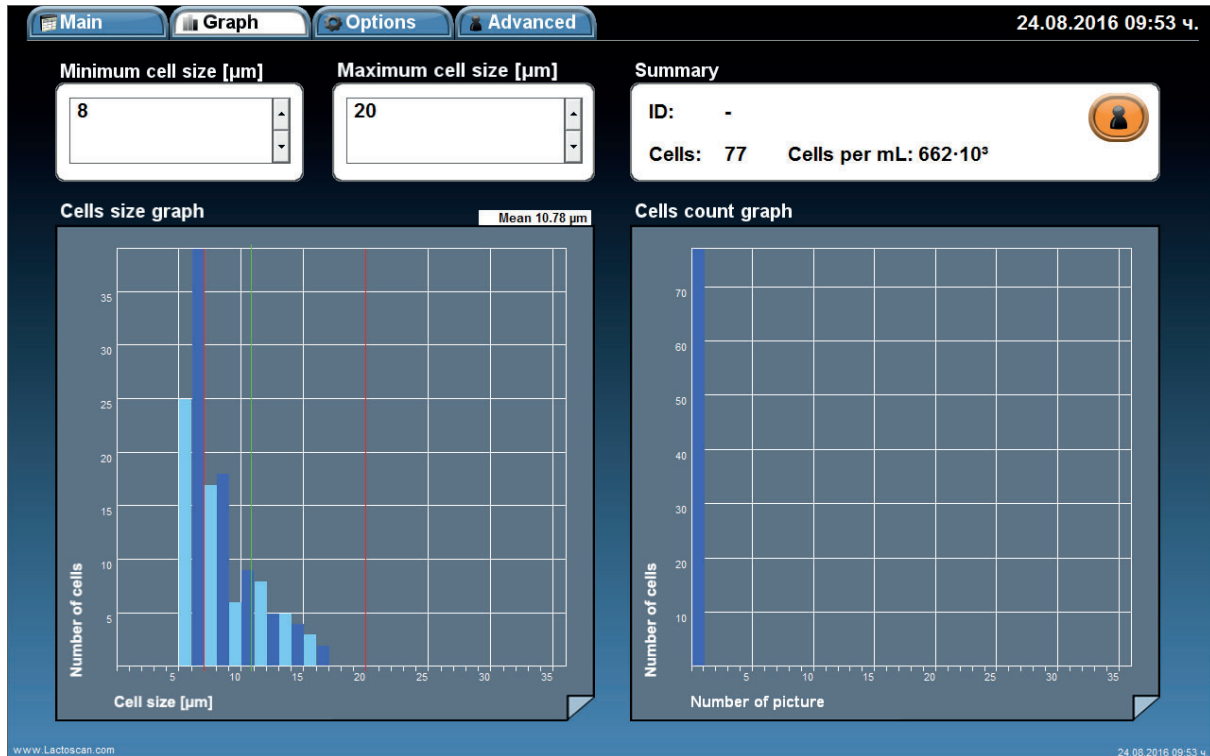 Main Graph Options Advanced 24.08.2016 09:53 ч.
Minimum cell size [µm] Maximum cell size [µm] Summary
8 20 ID: -
Cells: 77 Cells per mL: 662·10³
Cells size graph Mean 10.78 µm Cells count graph
35
30
25
20
15
10
5
Number of cells
5 10 15 20 25 30 35
Cell size [µm]
70
60
50
40
30
20
10
Number of cells
5 10 15 20 25 30 35
Number of picture
www.Lactoscan.com 24.08.2016 09:53 ч.